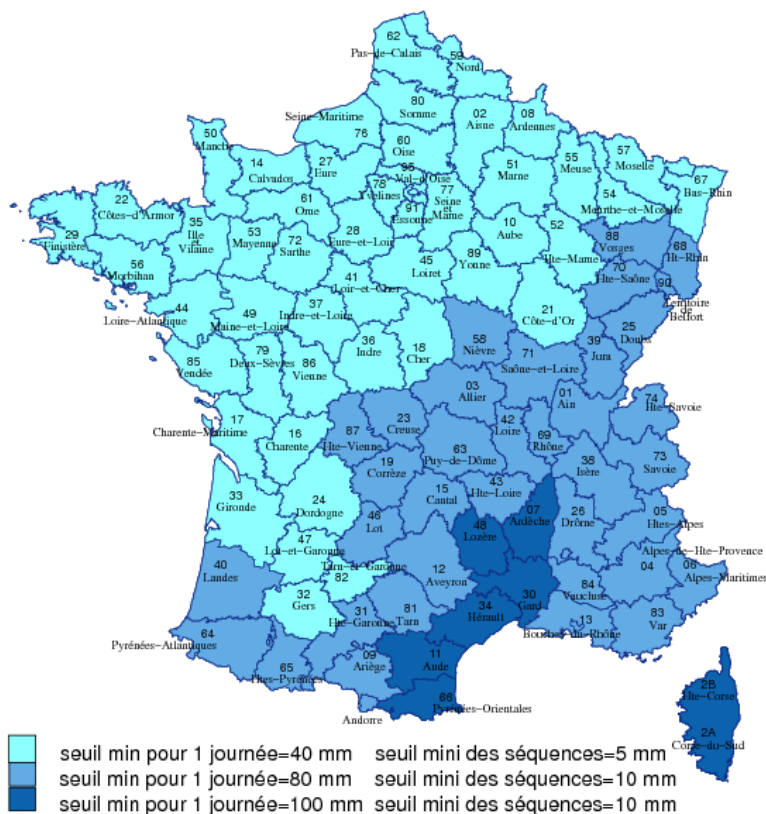 62
Pas-de-Calais
59
Nord
80
Somme
Seine-Maritime
76
02
Aisne
08
Ardennes
60
Oise
50
Manche
14
Calvados
27
Eure
95
Val-d'Oise
78
Yvelines
77
Seine
et
Marne
91
Essonne
51
Marne
55
Meuse
57
Moselle
67
Bas-Rhin
54
Meurthe-et-Moselle
22
Côtes-d'Armor
29
Finistère
35
Ille
et
Vilaine
56
Morbihan
53
Mayenne
61
Orne
72
Sarthe
28
Eure-et-Loir
10
Aube
52
Hte-Marne
88
Vosges
68
Ht-Rhin
45
Loiret
89
Yonne
41
Loir-et-Cher
70
Hte-Saône
90
Territoire
de
Belfort
44
Loire-Atlantique
49
Maine-et-Loire
37
Indre-et-Loire
21
Côte-d'Or
25
Doubs
85
Vendée
79
Deux-Sèvres
86
Vienne
36
Indre
18
Cher
58
Nièvre
71
Saône-et-Loire
39
Jura
03
Allier
01
Ain
74
Hte-Savoie
17
Charente-Maritime
16
Charente
87
Hte-Vienne
23
Creuse
42
Loire
69
Rhône
63
Puy-de-Dôme
38
Isère
73
Savoie
19
Corrèze
15
Cantal
43
Hte-Loire
33
Gironde
24
Dordogne
07
Ardèche
26
Drôme
05
Htes-Alpes
46
Lot
48
Lozère
47
Lot-et-Garonne
Tarn-et-Garonne
82
12
Aveyron
Alpes-de-Hte-Provence
04
06
Alpes-Maritimes
40
Landes
32
Gers
31
Hte-Garonne
81
Tarn
34
Hérault
30
Gard
84
Vaucluse
13
Bouches-du-Rhône
83
Var
64
Pyrénées-Atlantiques
65
Htes-Pyrénées
09
Ariège
11
Aude
66
Pyrénées-Orientales
Andorre
2B
Hte-Corse
2A
Corse-du-Sud
seuil min pour 1 journée=40 mm seuil mini des séquences=5 mm
seuil min pour 1 journée=80 mm seuil mini des séquences=10 mm
seuil min pour 1 journée=100 mm seuil mini des séquences=10 mm